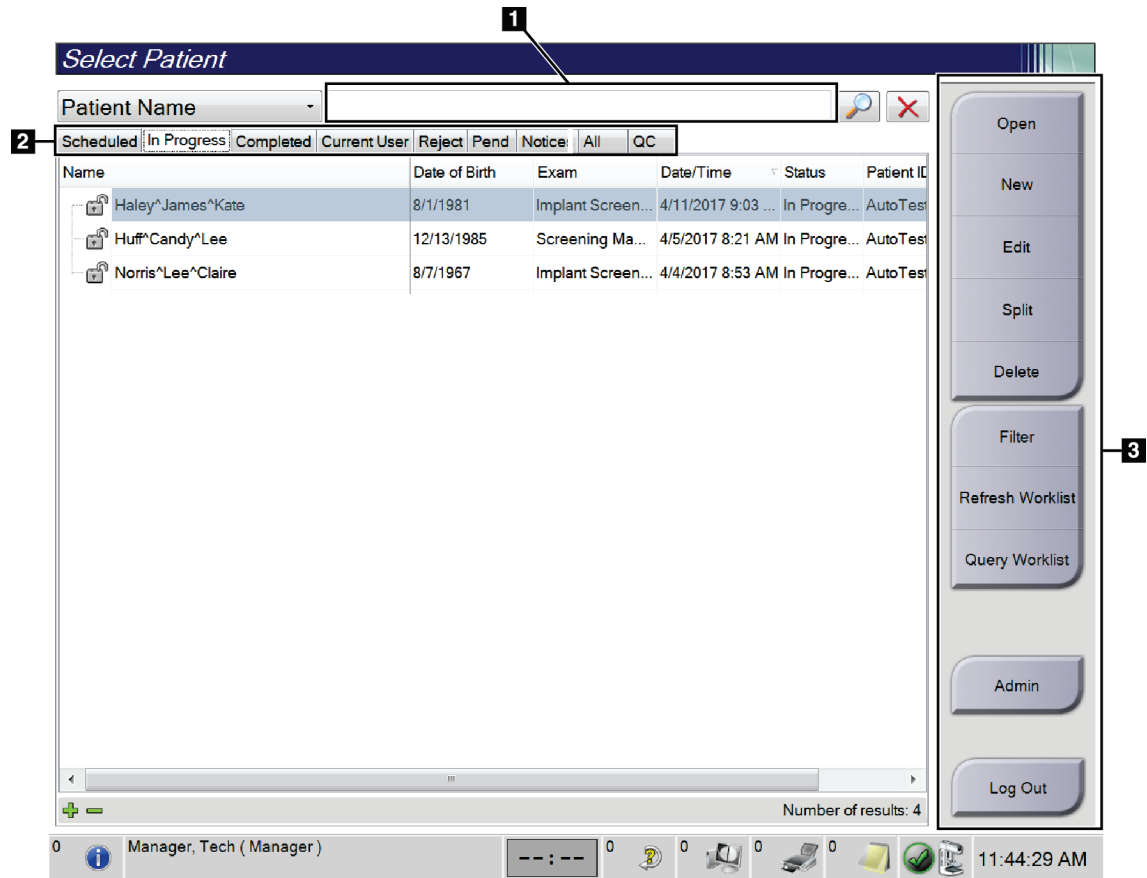 1
Select Patient
Patient Name
2
Scheduled In Progress Completed Current User Reject Pend Notice: All QC
Name Date of Birth Exam Date/Time Status Patient ID
Haley^James^Kate 8/1/1981 Implant Screen... 4/11/2017 9:03 ... In Progre... AutoTest
Huff^Candy^Lee 12/13/1985 Screening Ma... 4/5/2017 8:21 AM In Progre... AutoTest
Norris^Lee^Claire 8/7/1967 Implant Screen... 4/4/2017 8:53 AM In Progre... AutoTest
Number of results: 4
Open
New
Edit
Split
Delete
Filter
3
Refresh Worklist
Query Worklist
Admin
Log Out
0 Manager, Tech ( Manager ) --:-- 0 0 0 0 11:44:29 AM